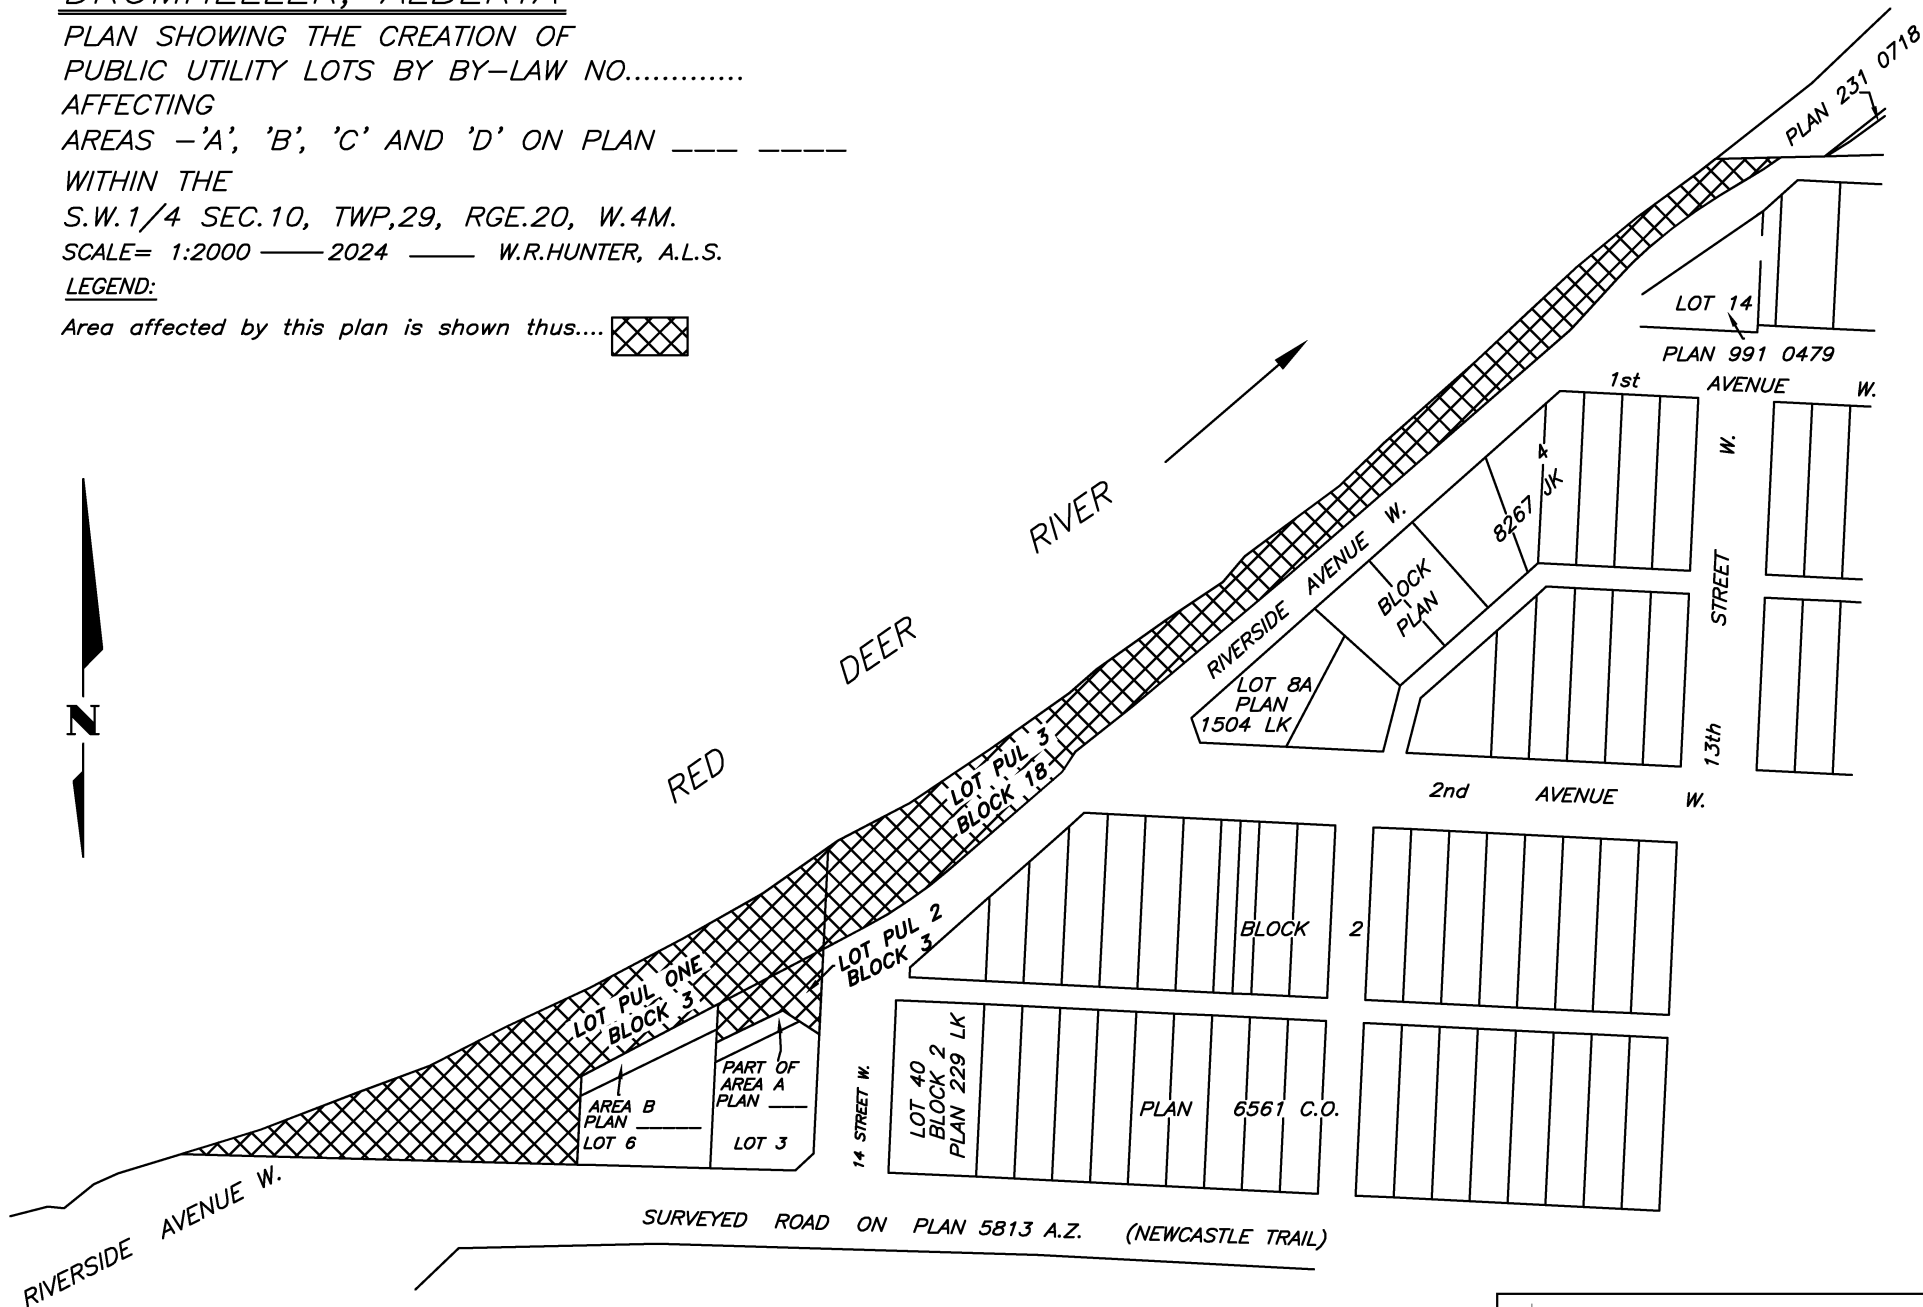 DRUMHELLER, ALBERTA
PLAN SHOWING THE CREATION OF
PUBLIC UTILITY LOTS BY BY-LAW NO.............
AFFECTING
AREAS -'A', 'B', 'C' AND 'D' ON PLAN ___ ____
WITHIN THE
S.W.1/4 SEC.10, TWP,29, RGE.20, W.4M.
SCALE= 1:2000 —— 2024 —— W.R.HUNTER, A.L.S.
LEGEND:
Area affected by this plan is shown thus....
PLAN 231 0718
LOT 14
PLAN 991 0479
1st AVENUE W.
13th STREET W.
4
8267 JK
BLOCK
PLAN
RIVERSIDE AVENUE W.
LOT 8A
PLAN
1504 LK
RED DEER RIVER
N
2nd AVENUE W.
LOT PUL 3
BLOCK 18
LOT PUL 2
BLOCK 3
LOT PUL ONE
BLOCK 3
BLOCK 2
PART OF
AREA A
PLAN ___
LOT 3
AREA B
PLAN _____
LOT 6
14 STREET W.
LOT 40
BLOCK 2
PLAN 229 LK
PLAN 6561 C.O.
RIVERSIDE AVENUE W.
SURVEYED ROAD ON PLAN 5813 A.Z. (NEWCASTLE TRAIL)